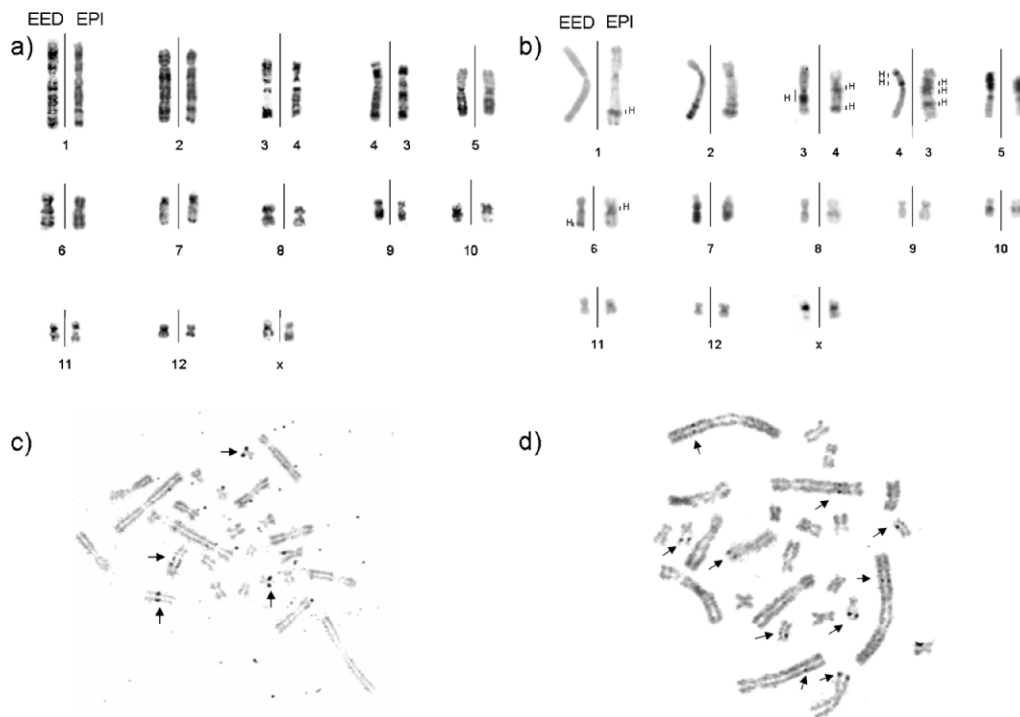 a)
EED EPI
1 2 3 4 4 3 5
6 7 8 9 10
11 12 x
b)
EED EPI
H H H H H H H H H
1 2 3 4 4 3 5
H H
6 7 8 9 10
11 12 x
c)
d)